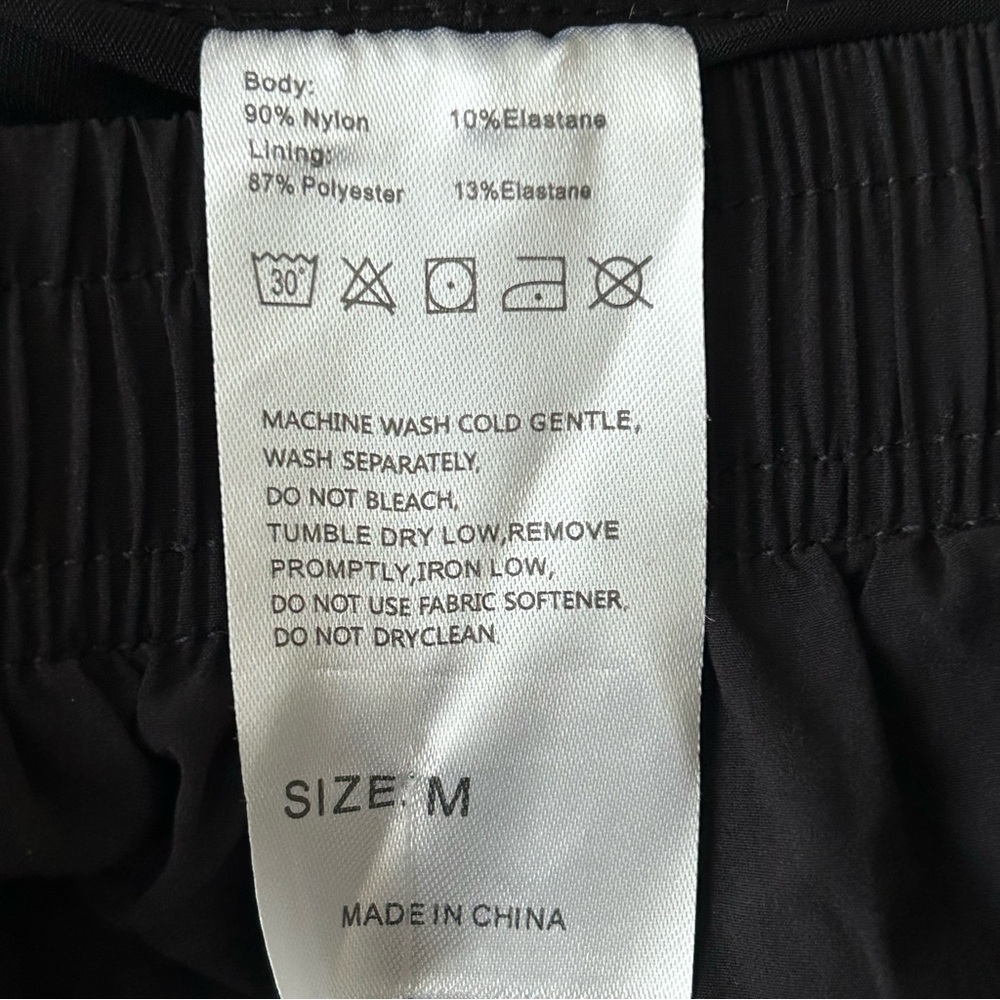 Body:
90% Nylon 10%Elastane
Lining:
87% Polyester 13%Elastane
30°
MACHINE WASH COLD GENTLE,
WASH SEPARATELY,
DO NOT BLEACH,
TUMBLE DRY LOW,REMOVE
PROMPTLY,IRON LOW,
DO NOT USE FABRIC SOFTENER.
DO NOT DRYCLEAN.
SIZE: M
MADE IN CHINA